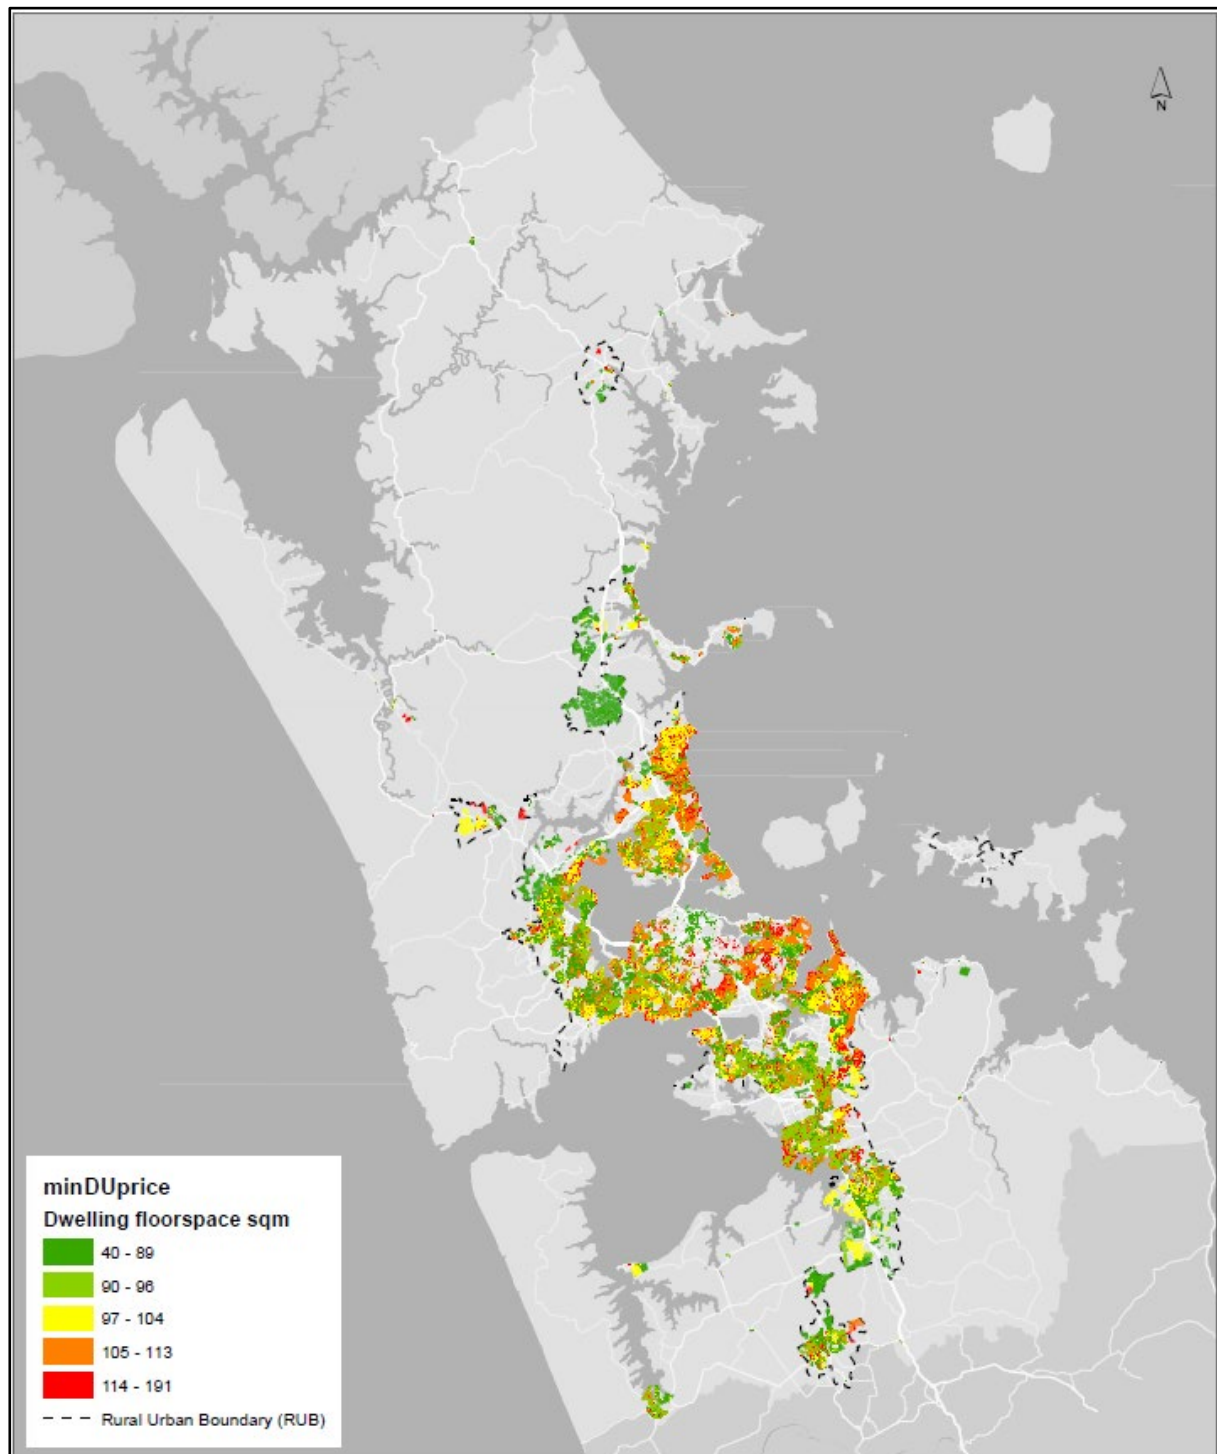 N
minDUprice
Dwelling floorspace sqm
40 - 89
90 - 96
97 - 104
105 - 113
114 - 191
Rural Urban Boundary (RUB)